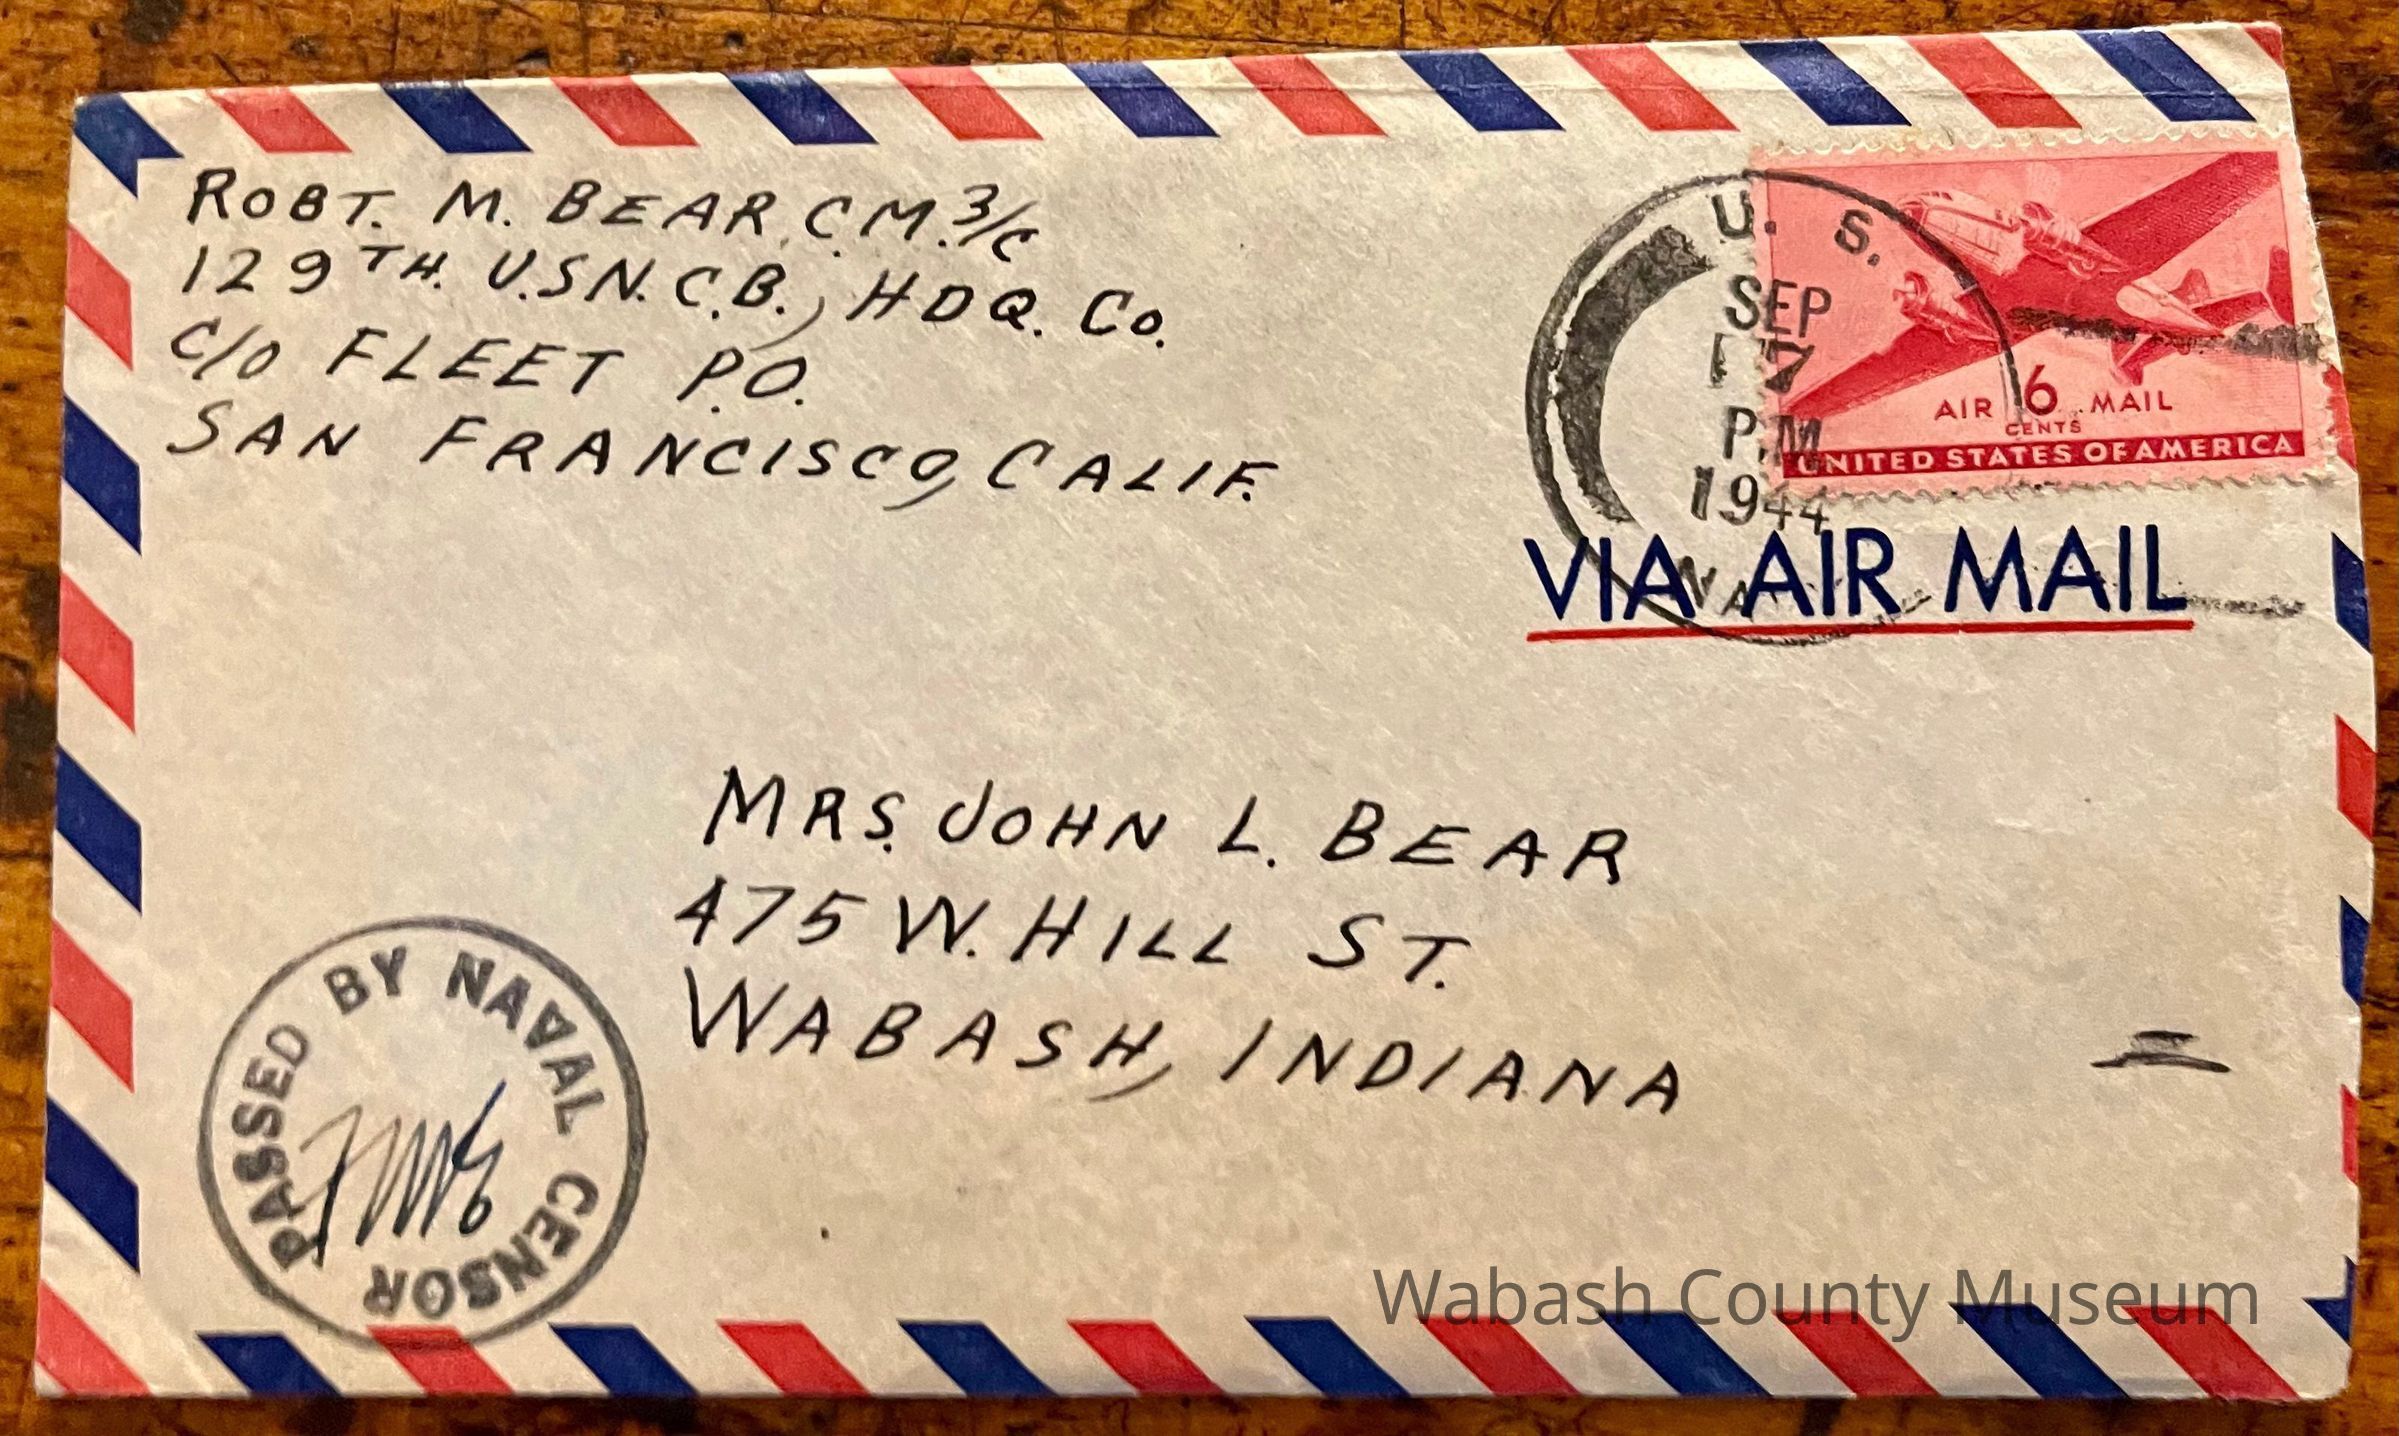 ROBT. M. BEAR, C.M. 3/C
129TH. U.S.N.C.B., HDQ. Co.
C/O FLEET P.O.
SAN FRANCISCO, CALIF.
U. S.
SEP
P.M
1944
AIR 6 MAIL
CENTS
UNITED STATES OF AMERICA
VIA AIR MAIL
MRS. JOHN L. BEAR
475 W. HILL ST.
WABASH, INDIANA
PASSED BY NAVAL CENSOR
Wabash County Museum